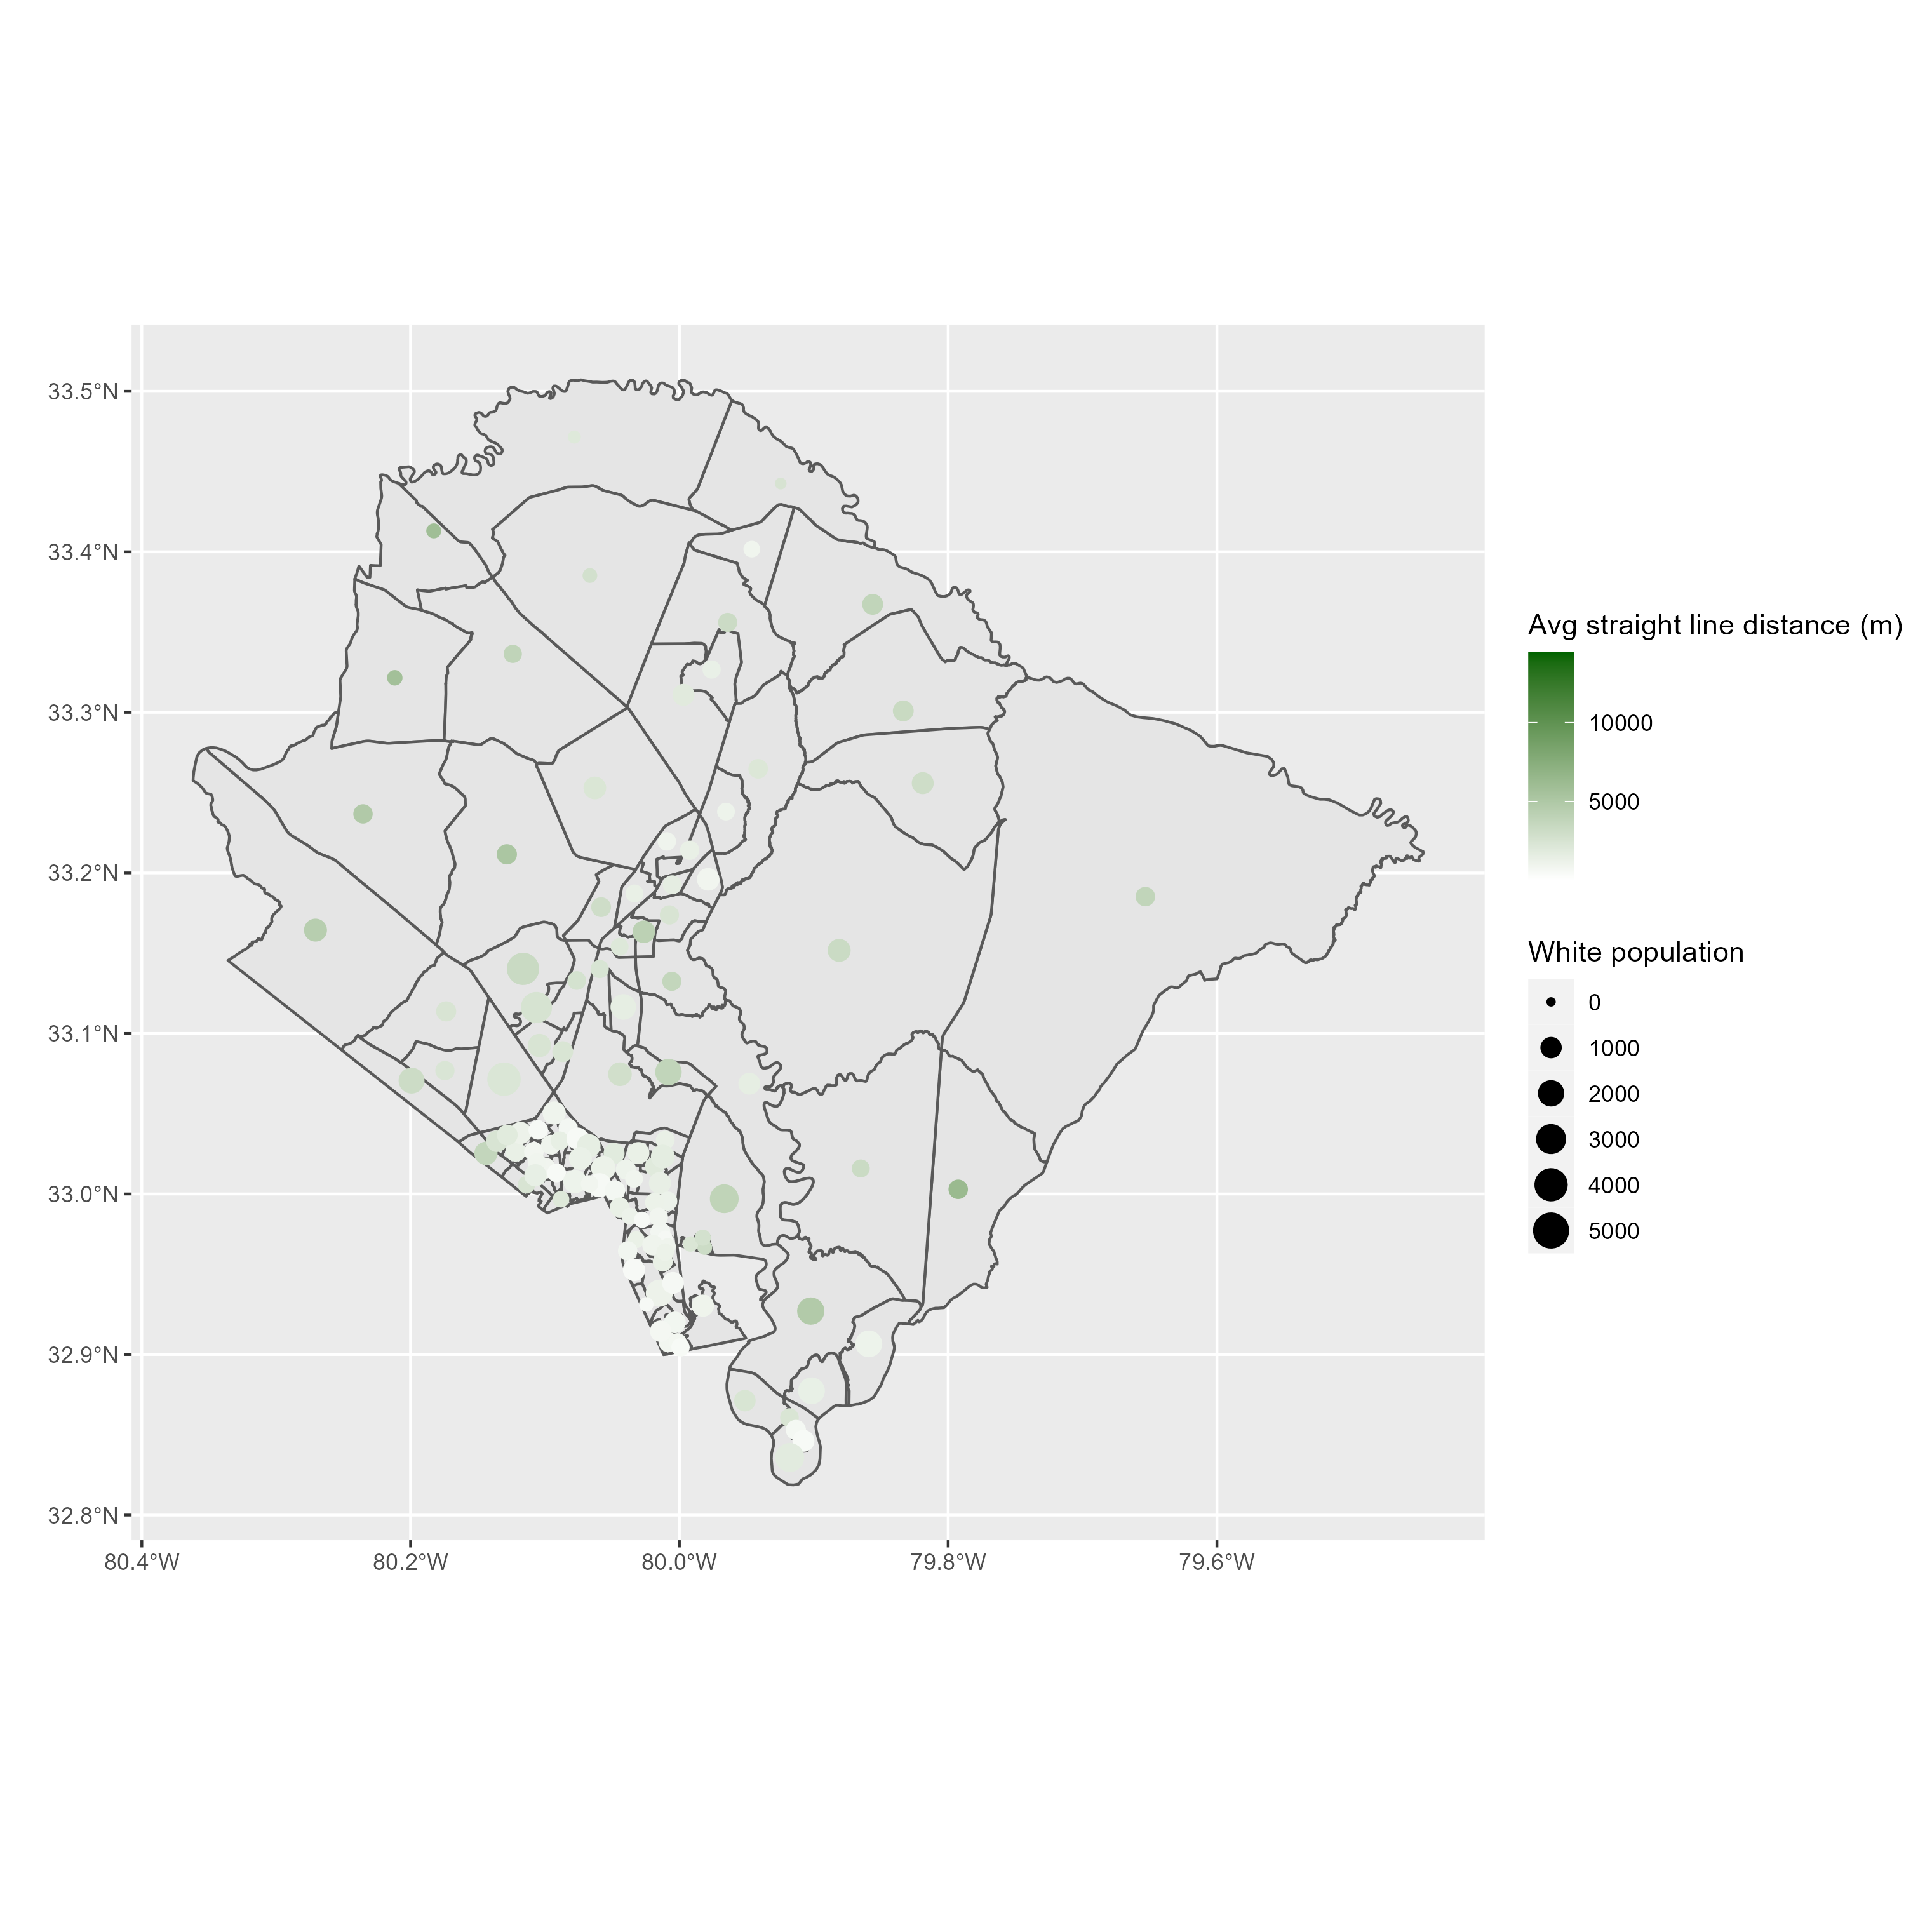 33.5°N
33.4°N
33.3°N
33.2°N
33.1°N
33.0°N
32.9°N
32.8°N
80.4°W
80.2°W
80.0°W
79.8°W
79.6°W
Avg straight line distance (m)
10000
5000
White population
0
1000
2000
3000
4000
5000